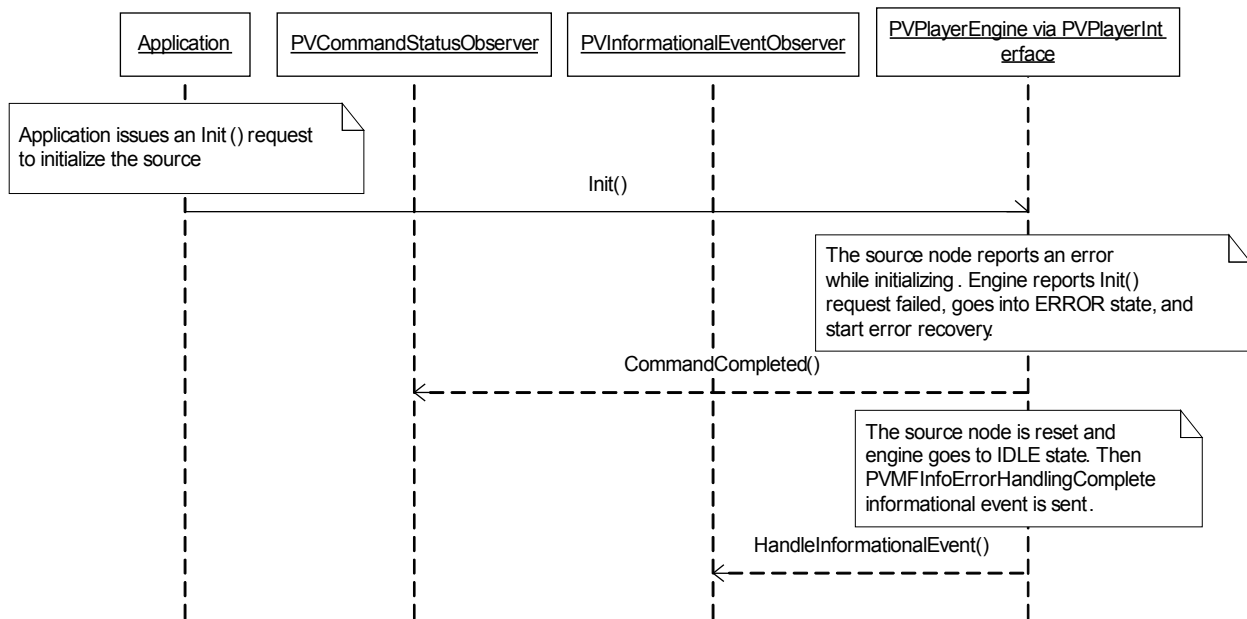 Application
PVCommandStatusObserver
PVInformationalEventObserver
PVPlayerEngine via PVPlayerInt
erface
Application issues an Init () request
to initialize the source
Init()
The source node reports an error
while initializing . Engine reports Init()
request failed, goes into ERROR state, and
start error recovery.
CommandCompleted()
The source node is reset and
engine goes to IDLE state. Then
PVMFInfoErrorHandlingComplete
informational event is sent.
HandleInformationalEvent()